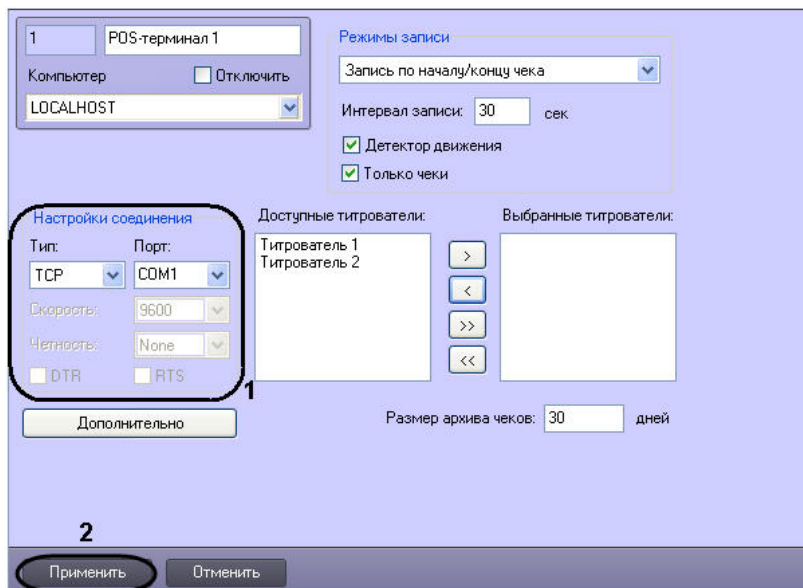 1 POS-терминал 1
Компьютер Отключить
LOCALHOST
Режимы записи
Запись по началу/концу чека
Интервал записи: 30 сек
Детектор движения
Только чеки
Настройки соединения
Тип: Порт:
TCP COM1
Скорость: 9600
Четность: None
DTR RTS
1
Дополнительно
Доступные титрователи:
Титрователь 1
Титрователь 2
>
<
>>
<<
Выбранные титрователи:
Размер архива чеков: 30 дней
2
Применить Отменить